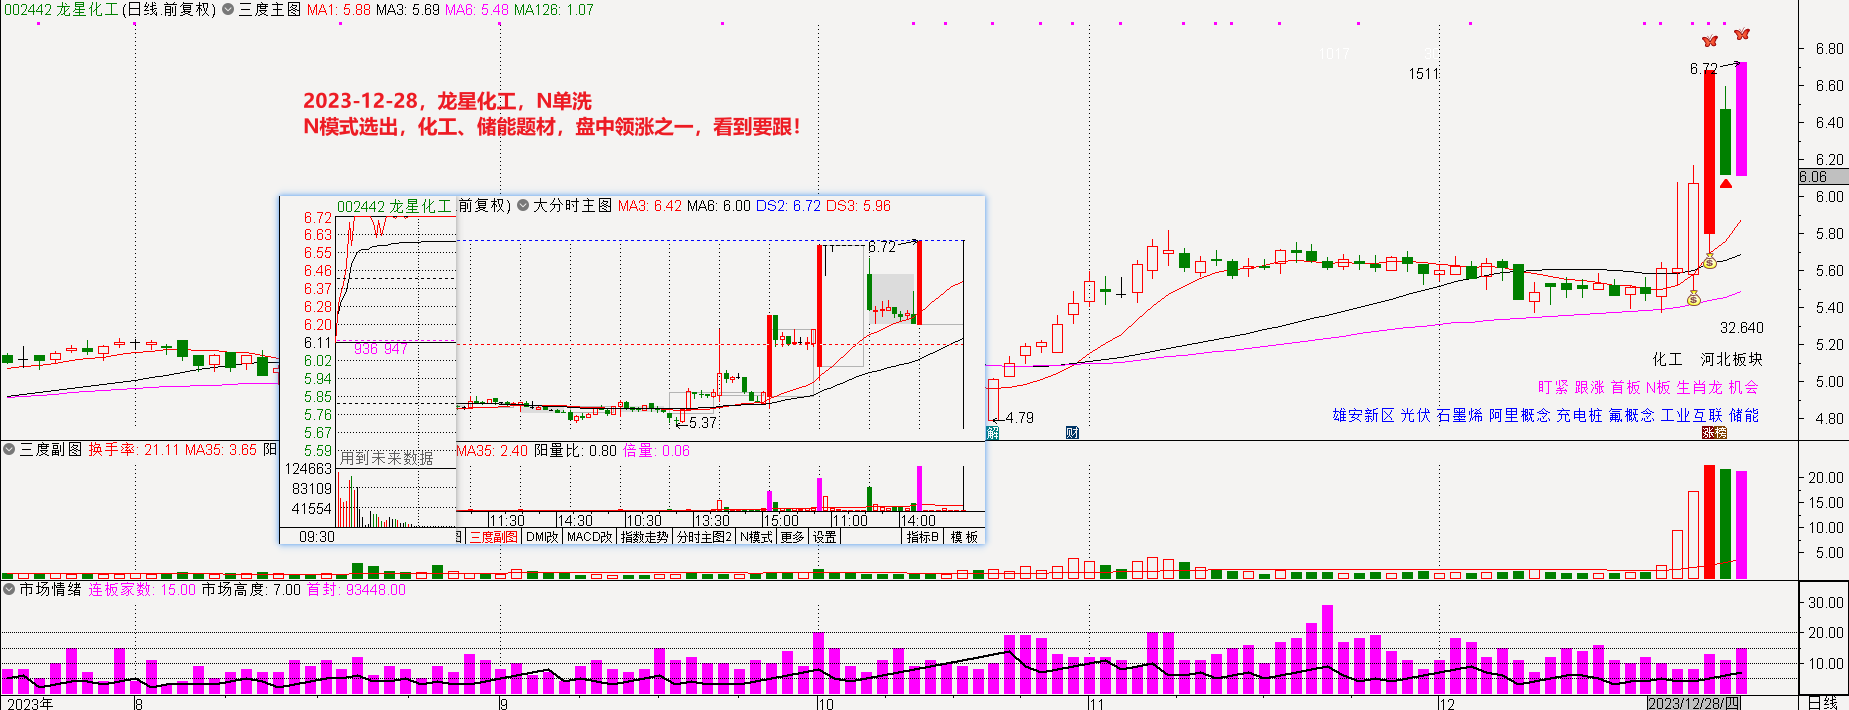 002442 龙星化工(日线.前复权) 三度主图 MA1: 5.88 MA3: 5.69 MA6: 5.48 MA126: 1.07
2023-12-28，龙星化工，N单洗
N模式选出，化工、储能题材，盘中领涨之一，看到要跟！
1017
1511
6.72
6.80
6.60
6.40
6.20
6.06
6.00
5.80
5.60
5.40
5.20
5.00
4.80
32.640
化工 河北板块
盯紧 跟涨 首板 N板 生肖龙 机会
雄安新区 光伏 石墨烯 阿里概念 充电桩 氟概念 工业互联 储能
4.79
解
财
涨榜
002442 龙星化工
.前复权) 大分时主图 MA3: 6.42 MA6: 6.00 DS2: 6.72 DS3: 5.96
6.72
6.63
6.55
6.46
6.37
6.28
6.20
6.11
6.02
5.94
5.85
5.76
5.67
5.59
936 947
6.72
5.37
用到未来数据
MA35: 2.40 阳量比: 0.80 倍量: 0.06
124663
83109
41554
09:30
11:30 14:30 10:30 13:30 15:00 11:00 14:00
三度副图 DMI改 MACD改 指数走势 分时主图2 N模式 更多 设置 指标B 模板
三度副图 换手率: 21.11 MA35: 3.65 阳
20.00
15.00
10.00
5.00
市场情绪 连板家数: 15.00 市场高度: 7.00 首封: 93448.00
30.00
20.00
10.00
2023年 8 9 10 11 12 2023/12/28/四 日线